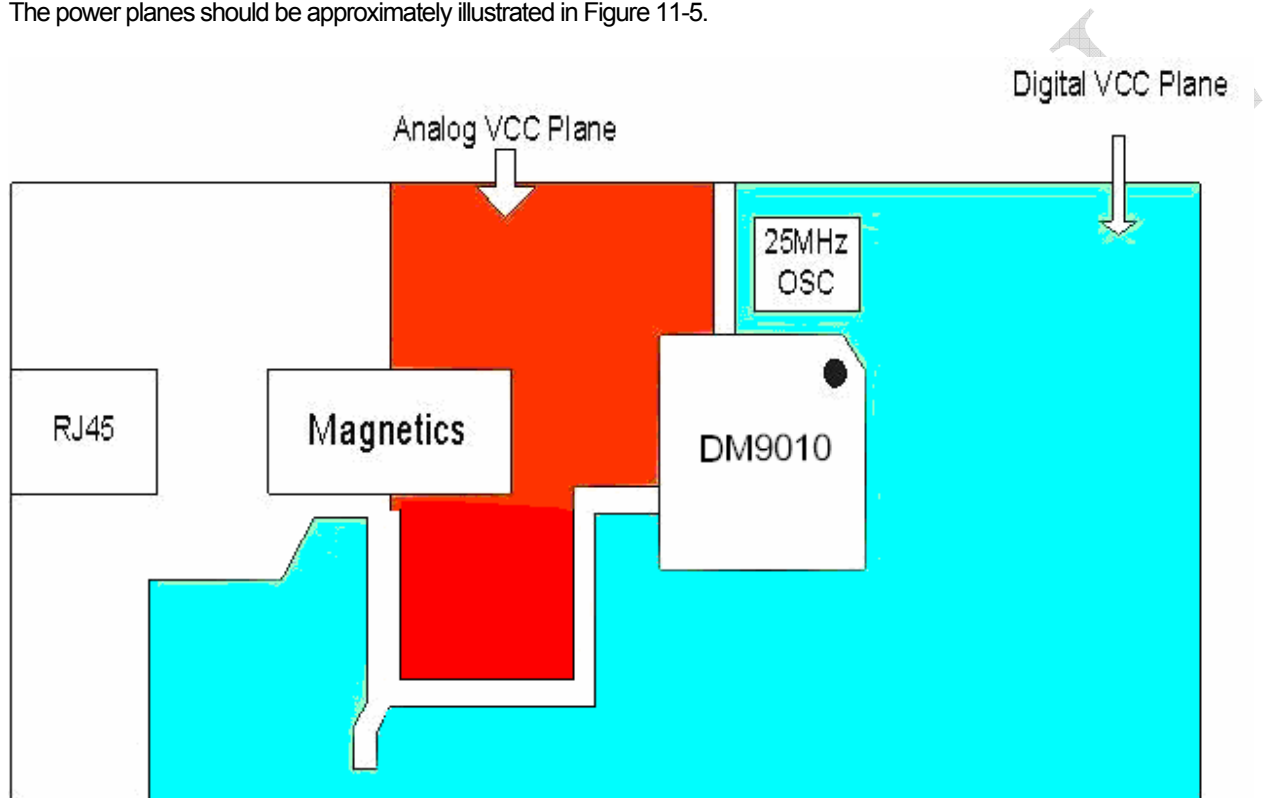 The power planes should be approximately illustrated in Figure 11-5.
Digital VCC Plane
Analog VCC Plane
25MHz
OSC
RJ45
Magnetics
DM9010